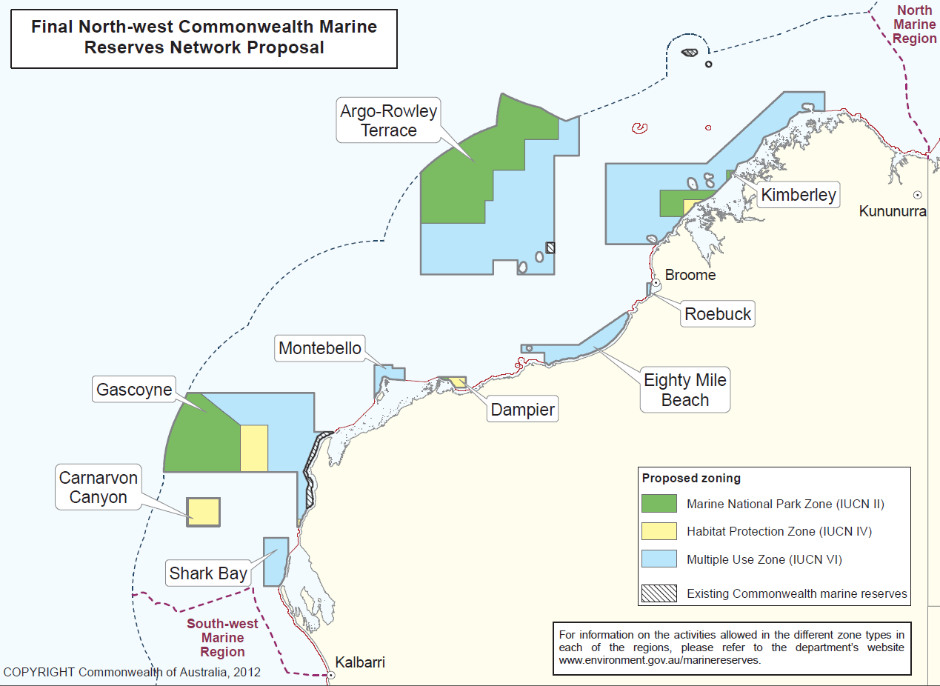 Final North-west Commonwealth Marine
Reserves Network Proposal
North
Marine
Region
Argo-Rowley
Terrace
Kimberley
Kununurra
Broome
Roebuck
Montebello
Eighty Mile
Beach
Gascoyne
Dampier
Carnarvon
Canyon
Shark Bay
South-west
Marine
Region
Kalbarri
Proposed zoning
Marine National Park Zone (IUCN II)
Habitat Protection Zone (IUCN IV)
Multiple Use Zone (IUCN VI)
Existing Commonwealth marine reserves
For information on the activities allowed in the different zone types in
each of the regions, please refer to the department's website
www.environment.gov.au/marinereserves.
COPYRIGHT Commonwealth of Australia, 2012